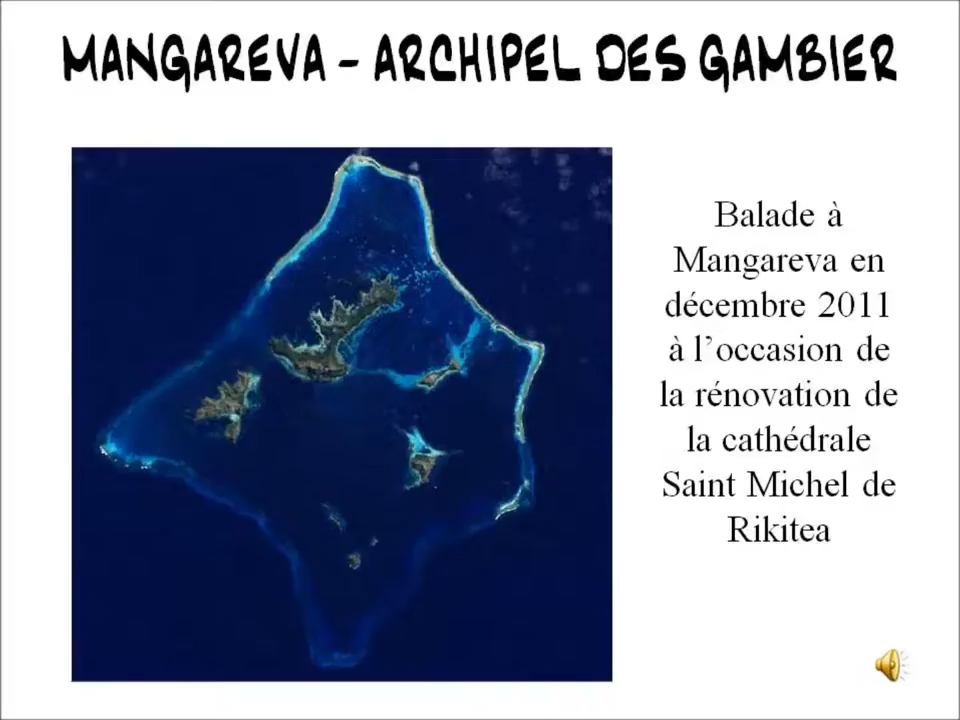 MANGAREVA – ARCHIPEL DES GAMBIER
Balade à
Mangareva en
décembre 2011
à l’occasion de
la rénovation de
la cathédrale
Saint Michel de
Rikitea